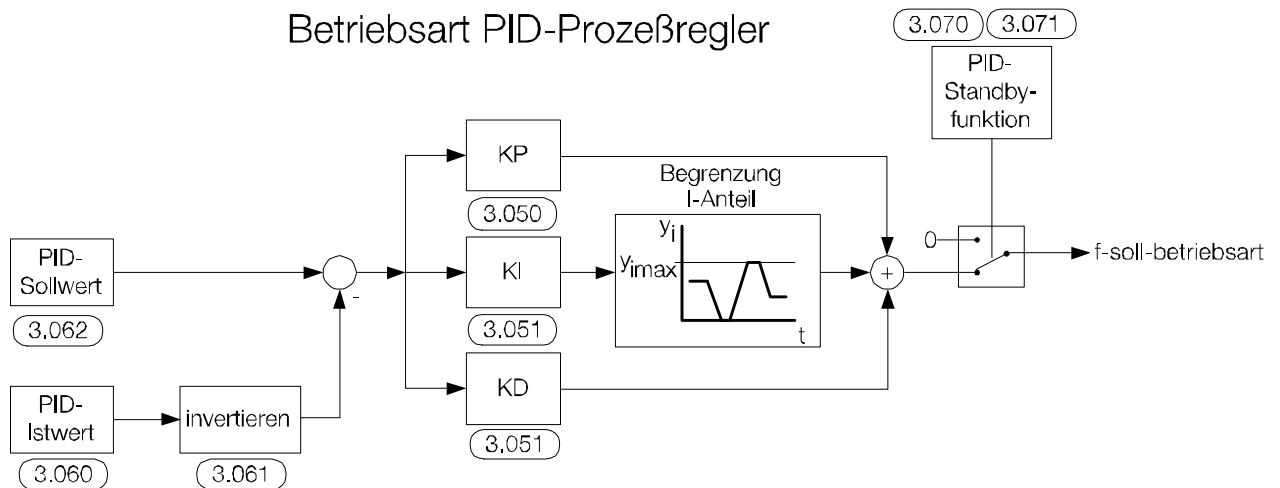 Betriebsart PID-Prozeßregler
3.070
3.071
PID-
Standby-
funktion
KP
3.050
Begrenzung
I-Anteil
yi
yimax
t
PID-
Sollwert
3.062
-
KI
3.051
+
0
f-soll-betriebsart
PID-
Istwert
3.060
invertieren
3.061
KD
3.051